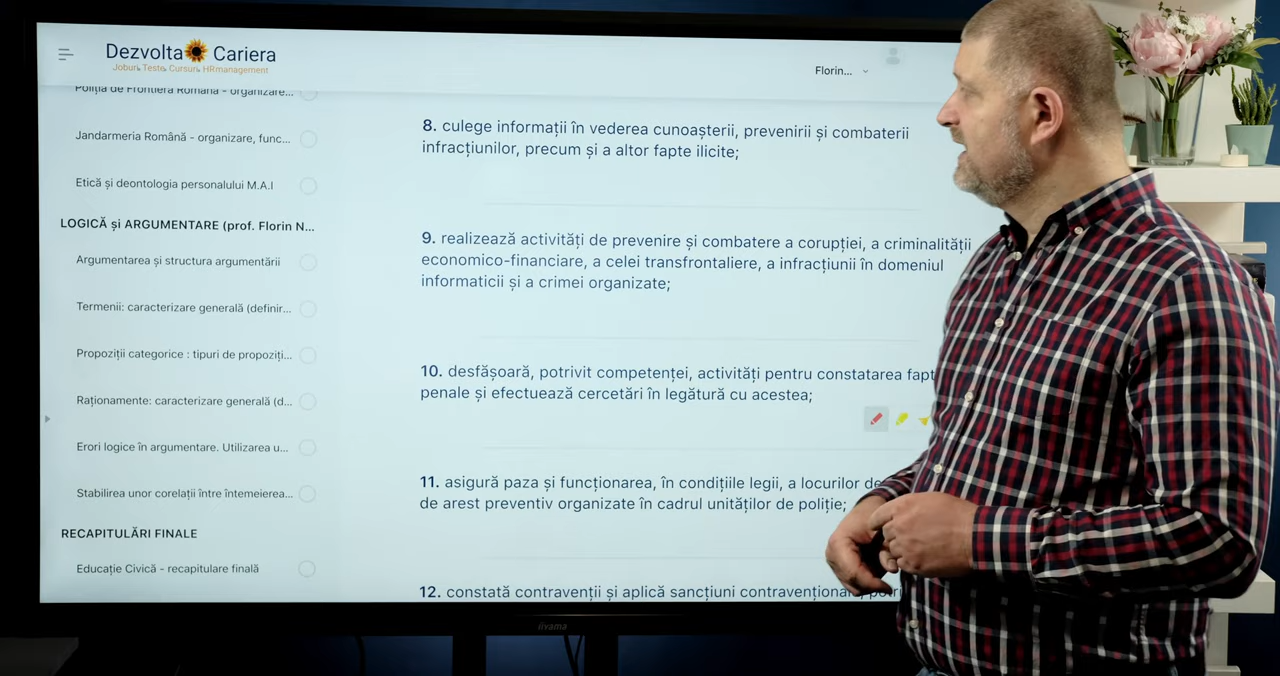 Dezvolta Cariera
Joburi, Teste, Cursuri, HRmanagement
Florin...
Poliția de Frontieră Română - organizare...
Jandarmeria Română - organizare, func...
Etică și deontologia personalului M.A.I
LOGICĂ și ARGUMENTARE (prof. Florin N...
Argumentarea și structura argumentării
Termenii: caracterizare generală (definir...
Propoziții categorice : tipuri de propoziți...
Raționamente: caracterizare generală (d...
Erori logice în argumentare. Utilizarea u...
Stabilirea unor corelații între întemeierea...
RECAPITULĂRI FINALE
Educație Civică - recapitulare finală
8. culege informații în vederea cunoașterii, prevenirii și combaterii
infracțiunilor, precum și a altor fapte ilicite;
9. realizează activități de prevenire și combatere a corupției, a criminalității
economico-financiare, a celei transfrontaliere, a infracțiunii în domeniul
informaticii și a crimei organizate;
10. desfășoară, potrivit competenței, activități pentru constatarea fapt
penale și efectuează cercetări în legătură cu acestea;
11. asigură paza și funcționarea, în condițiile legii, a locurilor de
de arest preventiv organizate în cadrul unităților de poliție;
12. constată contravenții și aplică sancțiuni contravenționale,
iiyama